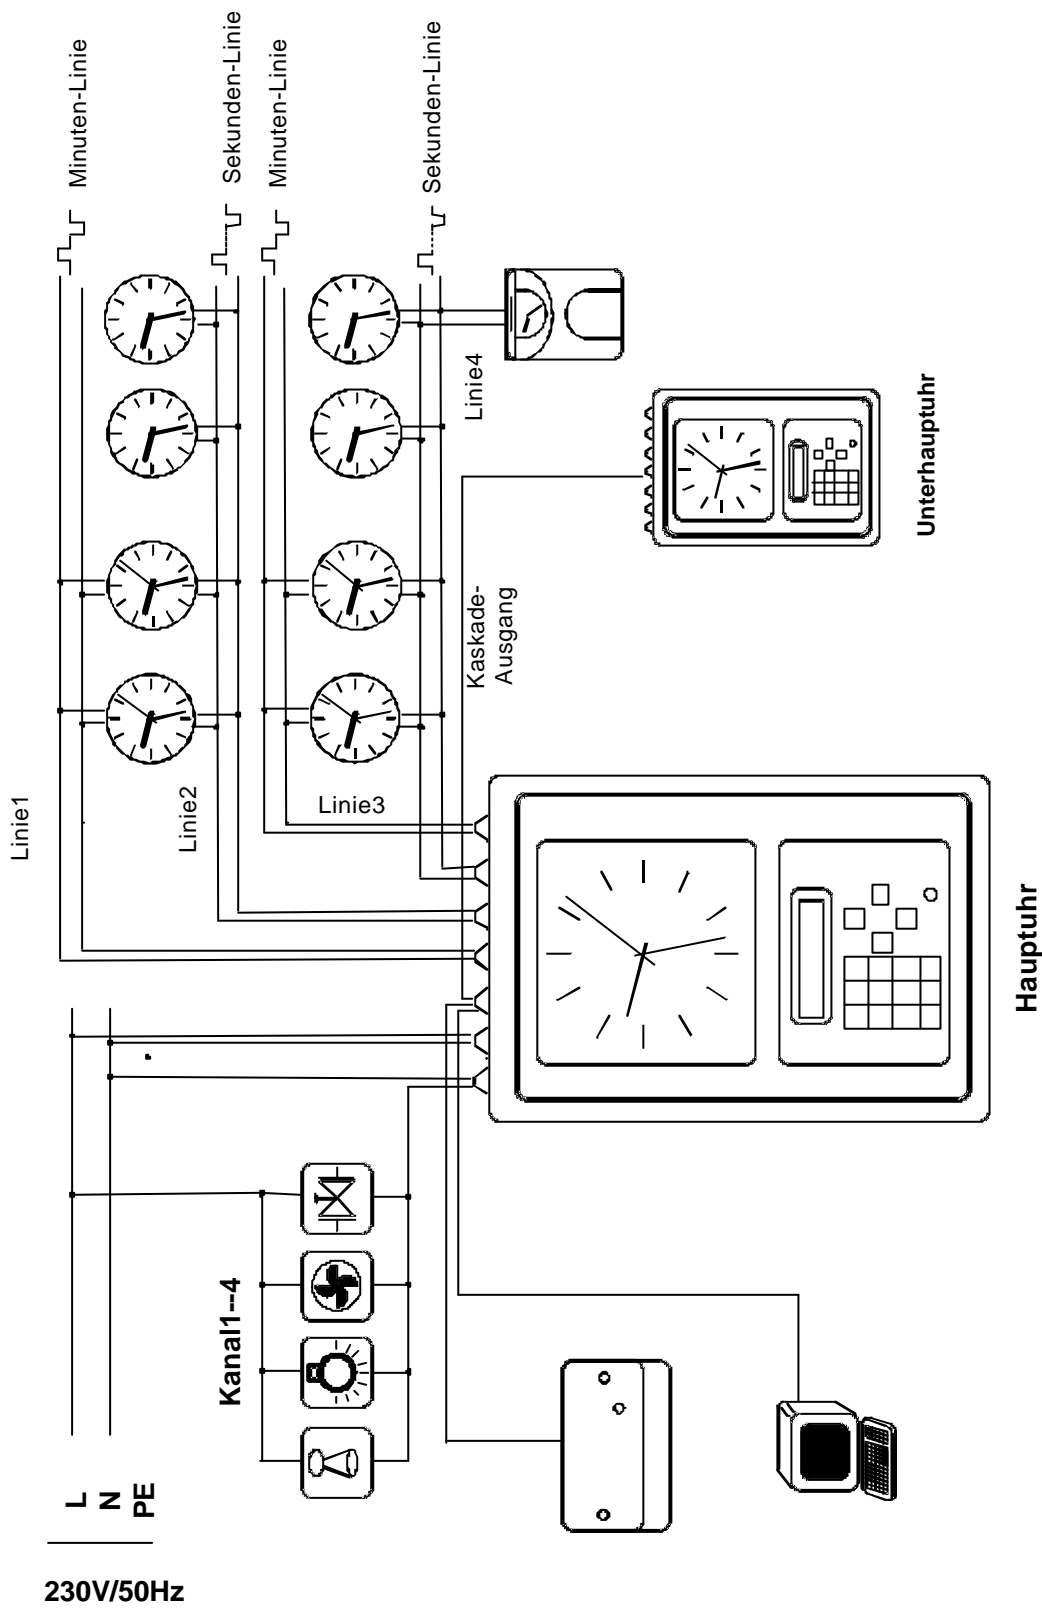 230V/50Hz
L
N
PE
Kanal1--4
Linie1
Linie2
Linie3
Linie4
Minuten-Linie
Sekunden-Linie
Minuten-Linie
Sekunden-Linie
Kaskade-
Ausgang
Unterhauptuhr
Hauptuhr